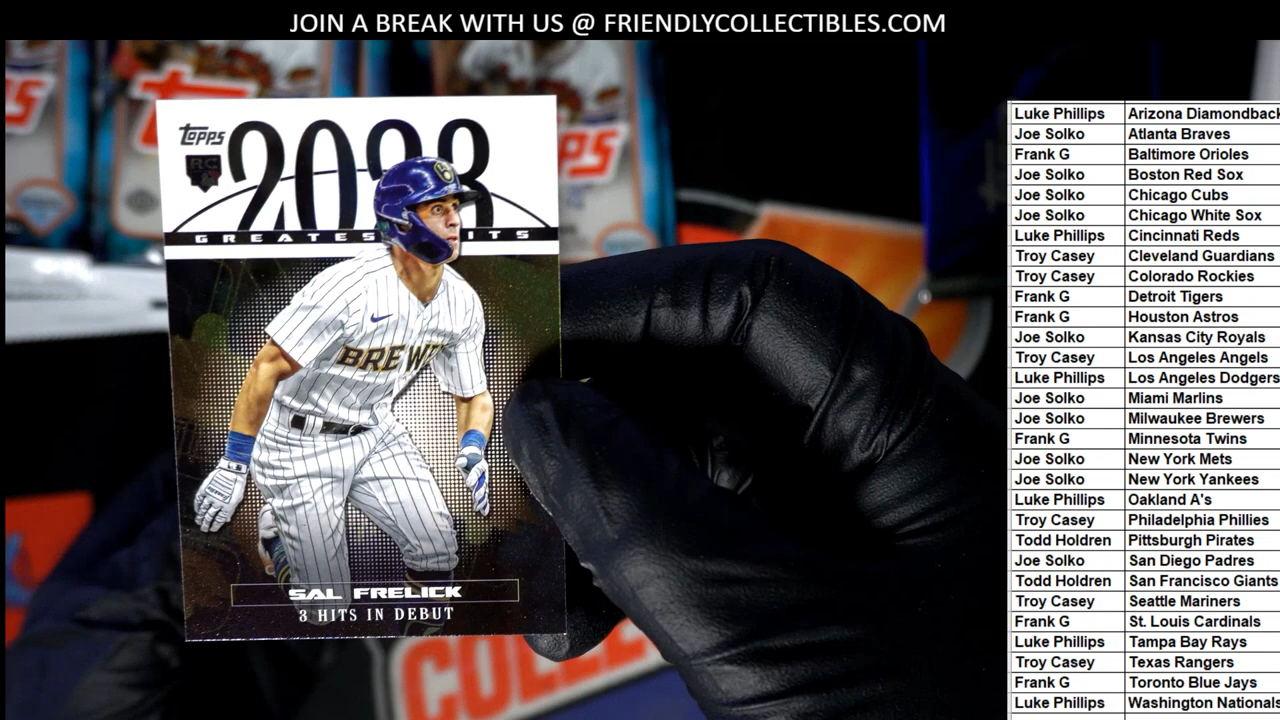 JOIN A BREAK WITH US @ FRIENDLYCOLLECTIBLES.COM
Topps
2023
RC
GREATES ITS
BREW
SAL FRELICK
3 HITS IN DEBUT
Luke Phillips Arizona Diamondback
Joe Solko Atlanta Braves
Frank G Baltimore Orioles
Joe Solko Boston Red Sox
Joe Solko Chicago Cubs
Joe Solko Chicago White Sox
Luke Phillips Cincinnati Reds
Troy Casey Cleveland Guardians
Troy Casey Colorado Rockies
Frank G Detroit Tigers
Frank G Houston Astros
Joe Solko Kansas City Royals
Troy Casey Los Angeles Angels
Luke Phillips Los Angeles Dodgers
Joe Solko Miami Marlins
Joe Solko Milwaukee Brewers
Frank G Minnesota Twins
Joe Solko New York Mets
Joe Solko New York Yankees
Luke Phillips Oakland A's
Troy Casey Philadelphia Phillies
Todd Holdren Pittsburgh Pirates
Joe Solko San Diego Padres
Todd Holdren San Francisco Giants
Troy Casey Seattle Mariners
Frank G St. Louis Cardinals
Luke Phillips Tampa Bay Rays
Troy Casey Texas Rangers
Frank G Toronto Blue Jays
Luke Phillips Washington Nationals
COLLE